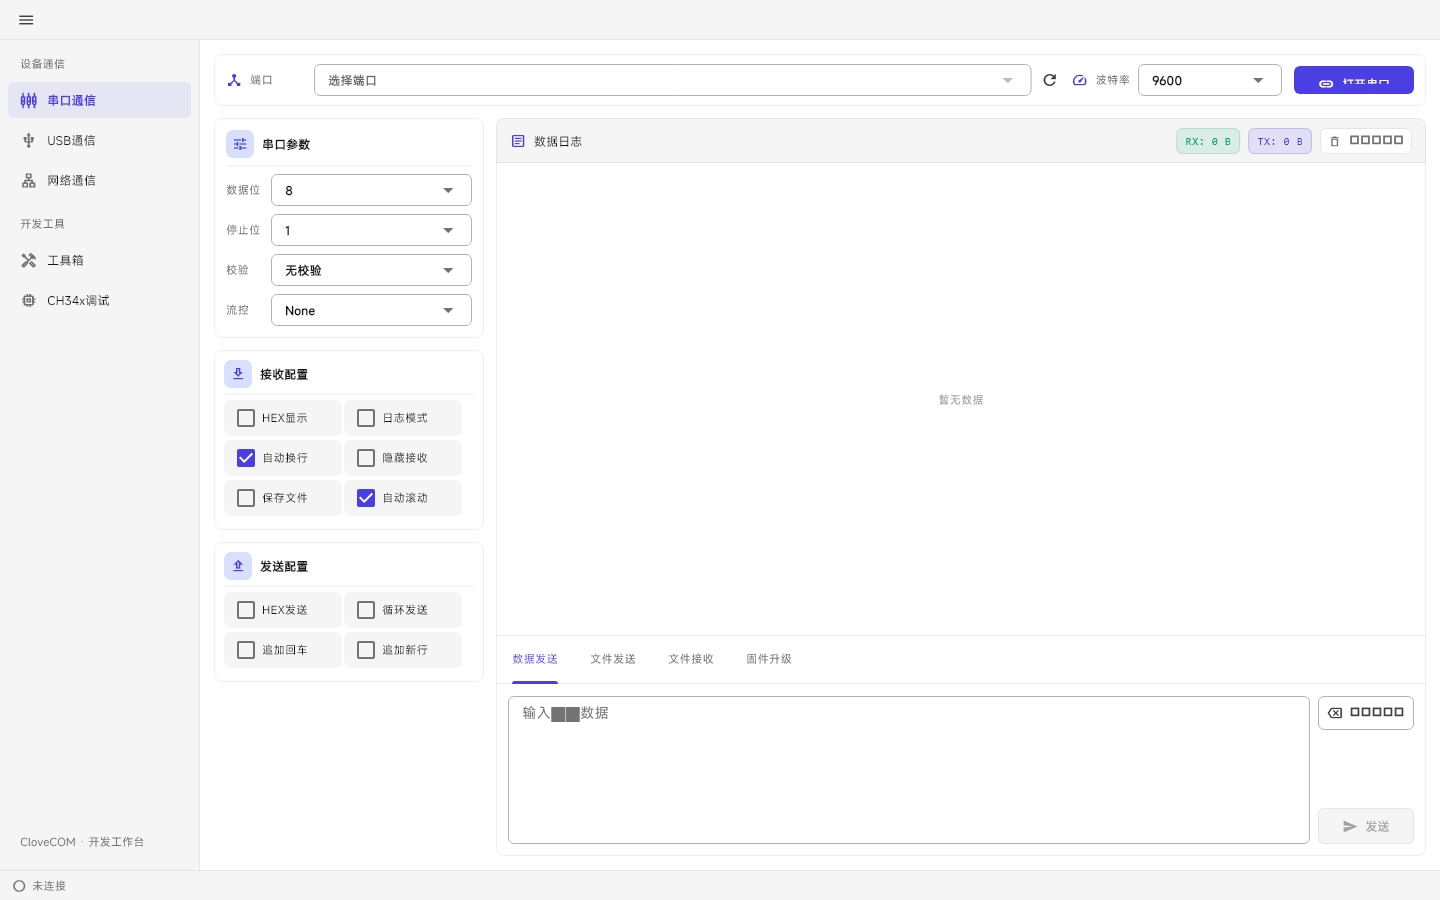 设备通信
串口通信
USB通信
网络通信
开发工具
工具箱
CH34x调试
CloveCOM · 开发工作台
未连接
端口
选择端口
波特率
9600
打开串口
串口参数
数据位
8
停止位
1
校验
无校验
流控
None
接收配置
HEX显示
日志模式
自动换行
隐藏接收
保存文件
自动滚动
发送配置
HEX发送
循环发送
追加回车
追加新行
数据日志
RX: 0 B
TX: 0 B
暂无数据
数据发送
文件发送
文件接收
固件升级
输入██数据
发送